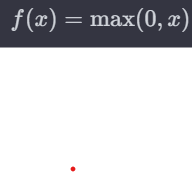 f(x) = max(0, x)